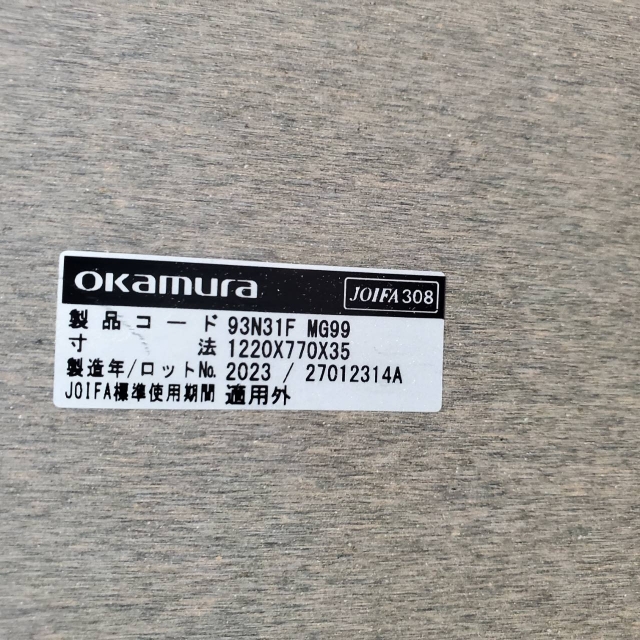 okamura
JOIFA308
製品コード 93N31F MG99
寸法 1220X770X35
製造年/ロットNo. 2023 / 27012314A
JOIFA標準使用期間 適用外